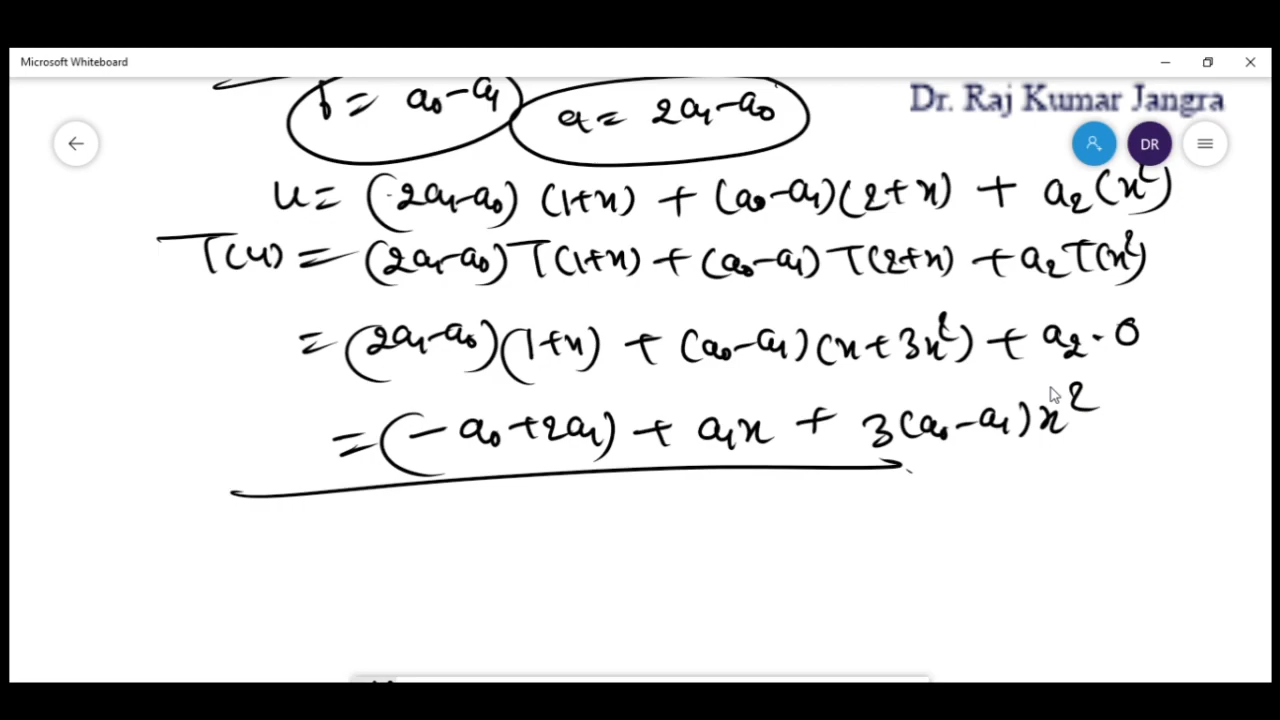 Microsoft Whiteboard
Dr. Raj Kumar Jangra
DR
b = a₀-a₁ a = 2a₁-a₀
u = (2a₁-a₀) (1+x) + (a₀-a₁)(2+x) + a₂(x²)
T(u) = (2a₁-a₀)T(1+x) + (a₀-a₁) T(2+x) + a₂T(x²)
= (2a₁-a₀)(1+x) + (a₀-a₁)(x+3x²) + a₂·0
= (-a₀+2a₁) + a₁x + 3(a₀-a₁)x²